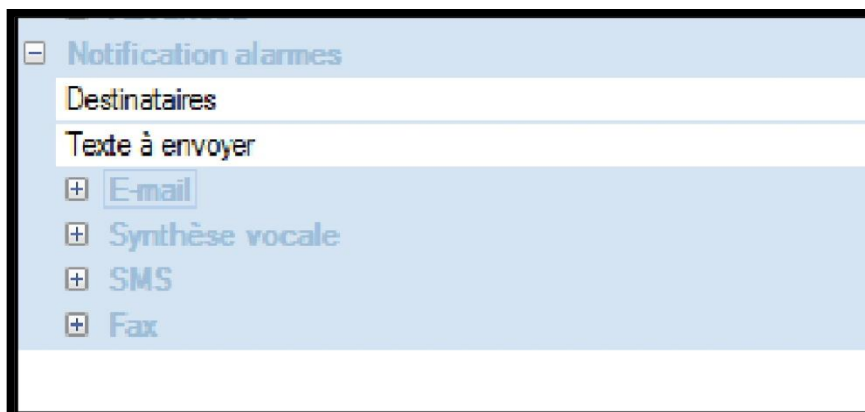 Notification alarmes
Destinataires
Texte à envoyer
E-mail
Synthèse vocale
SMS
Fax